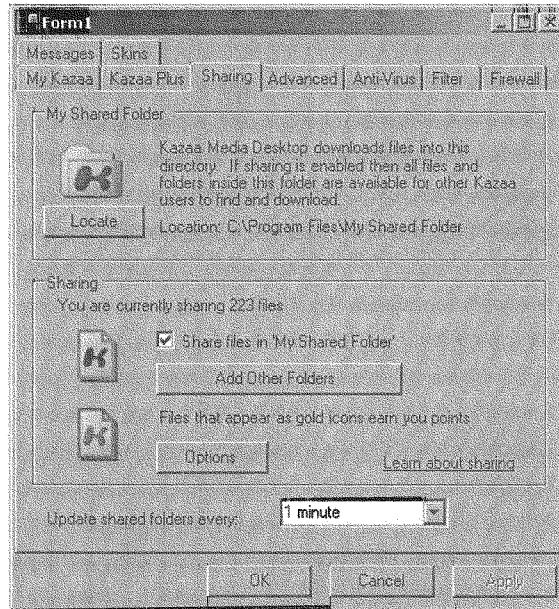 Form1
Messages Skins
My Kazaa Kazaa Plus Sharing Advanced Anti-Virus Filter Firewall
My Shared Folder
Kazaa Media Desktop downloads files into this
directory. If sharing is enabled then all files and
folders inside this folder are available for other Kazaa
users to find and download.
Locate
Location: C:\Program Files\My Shared Folder
Sharing
You are currently sharing 223 files
Share files in 'My Shared Folder'
Add Other Folders
Files that appear as gold icons earn you points
Options
Learn about sharing
Update shared folders every: 1 minute
OK Cancel Apply